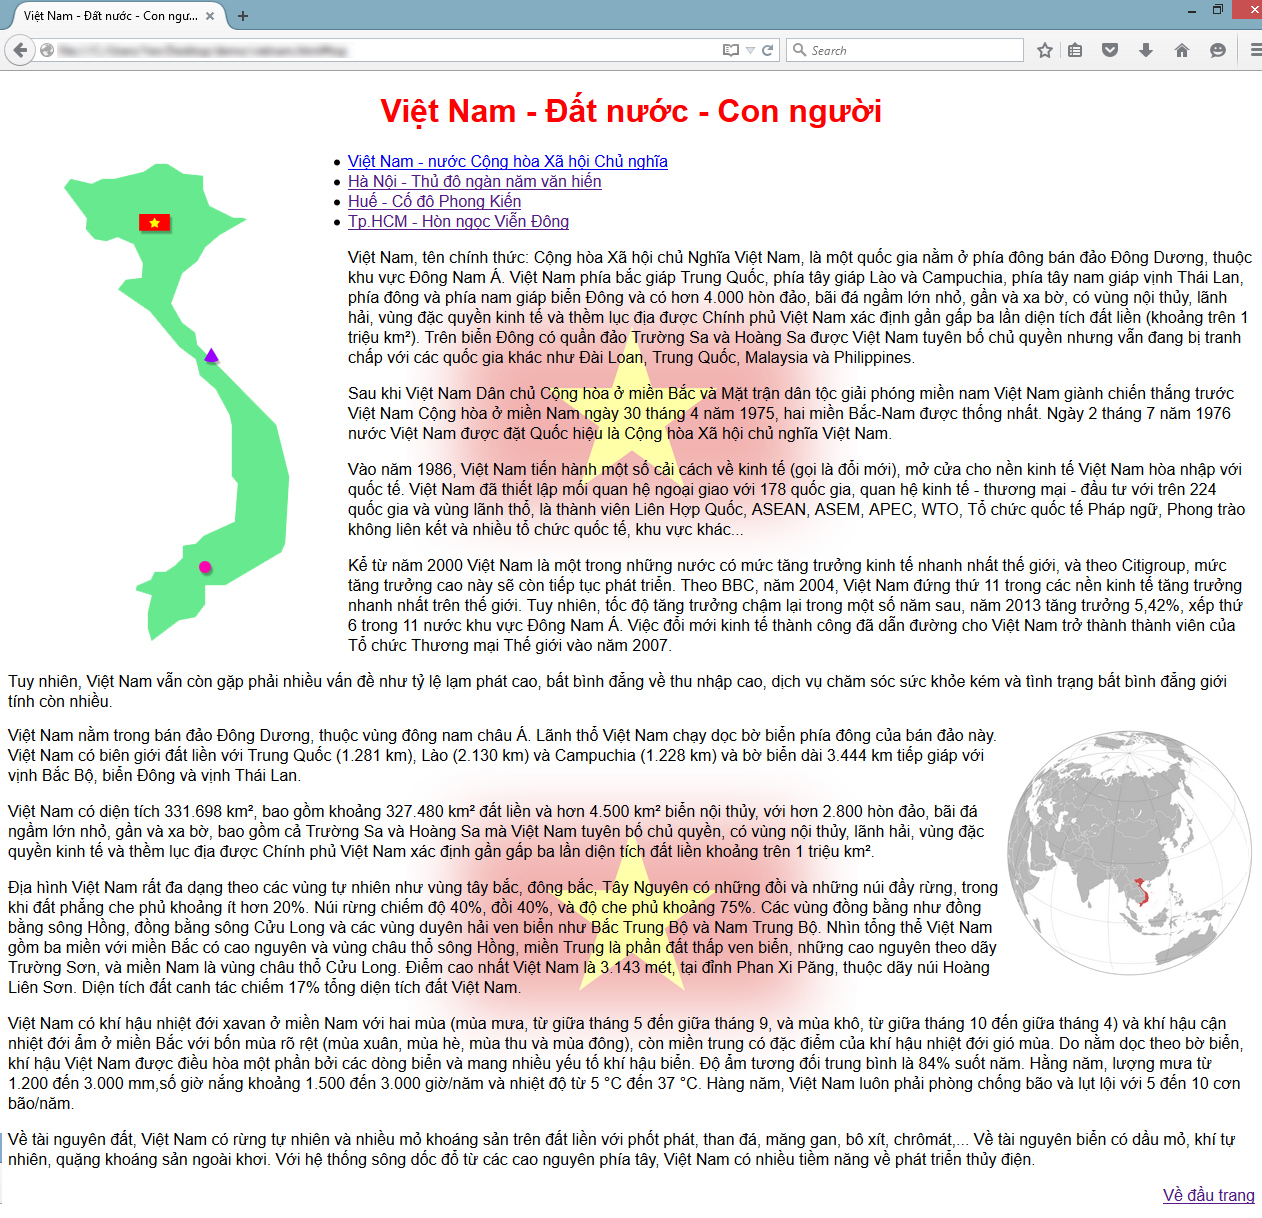 Việt Nam - Đất nước - Con ngư...
Search
Việt Nam - Đất nước - Con người
Việt Nam - nước Cộng hòa Xã hội Chủ nghĩa
Hà Nội - Thủ đô ngàn năm văn hiến
Huế - Cố đô Phong Kiến
Tp.HCM - Hòn ngọc Viễn Đông
Việt Nam, tên chính thức: Cộng hòa Xã hội chủ Nghĩa Việt Nam, là một quốc gia nằm ở phía đông bán đảo Đông Dương, thuộc
khu vực Đông Nam Á. Việt Nam phía bắc giáp Trung Quốc, phía tây giáp Lào và Campuchia, phía tây nam giáp vịnh Thái Lan,
phía đông và phía nam giáp biển Đông và có hơn 4.000 hòn đảo, bãi đá ngầm lớn nhỏ, gần và xa bờ, có vùng nội thủy, lãnh
hải, vùng đặc quyền kinh tế và thềm lục địa được Chính phủ Việt Nam xác định gần gấp ba lần diện tích đất liền (khoảng trên 1
triệu km²). Trên biển Đông có quần đảo Trường Sa và Hoàng Sa được Việt Nam tuyên bố chủ quyền nhưng vẫn đang bị tranh
chấp với các quốc gia khác như Đài Loan, Trung Quốc, Malaysia và Philippines.
Sau khi Việt Nam Dân chủ Cộng hòa ở miền Bắc và Mặt trận dân tộc giải phóng miền nam Việt Nam giành chiến thắng trước
Việt Nam Cộng hòa ở miền Nam ngày 30 tháng 4 năm 1975, hai miền Bắc-Nam được thống nhất. Ngày 2 tháng 7 năm 1976
nước Việt Nam được đặt Quốc hiệu là Cộng hòa Xã hội chủ nghĩa Việt Nam.
Vào năm 1986, Việt Nam tiến hành một số cải cách về kinh tế (gọi là đổi mới), mở cửa cho nền kinh tế Việt Nam hòa nhập với
quốc tế. Việt Nam đã thiết lập mối quan hệ ngoại giao với 178 quốc gia, quan hệ kinh tế - thương mại - đầu tư với trên 224
quốc gia và vùng lãnh thổ, là thành viên Liên Hợp Quốc, ASEAN, ASEM, APEC, WTO, Tổ chức quốc tế Pháp ngữ, Phong trào
không liên kết và nhiều tổ chức quốc tế, khu vực khác...
Kể từ năm 2000 Việt Nam là một trong những nước có mức tăng trưởng kinh tế nhanh nhất thế giới, và theo Citigroup, mức
tăng trưởng cao này sẽ còn tiếp tục phát triển. Theo BBC, năm 2004, Việt Nam đứng thứ 11 trong các nền kinh tế tăng trưởng
nhanh nhất trên thế giới. Tuy nhiên, tốc độ tăng trưởng chậm lại trong một số năm sau, năm 2013 tăng trưởng 5,42%, xếp thứ
6 trong 11 nước khu vực Đông Nam Á. Việc đổi mới kinh tế thành công đã dẫn đường cho Việt Nam trở thành thành viên của
Tổ chức Thương mại Thế giới vào năm 2007.
Tuy nhiên, Việt Nam vẫn còn gặp phải nhiều vấn đề như tỷ lệ lạm phát cao, bất bình đẳng về thu nhập cao, dịch vụ chăm sóc sức khỏe kém và tình trạng bất bình đẳng giới
tính còn nhiều.
Việt Nam nằm trong bán đảo Đông Dương, thuộc vùng đông nam châu Á. Lãnh thổ Việt Nam chạy dọc bờ biển phía đông của bán đảo này.
Việt Nam có biên giới đất liền với Trung Quốc (1.281 km), Lào (2.130 km) và Campuchia (1.228 km) và bờ biển dài 3.444 km tiếp giáp với
vịnh Bắc Bộ, biển Đông và vịnh Thái Lan.
Việt Nam có diện tích 331.698 km², bao gồm khoảng 327.480 km² đất liền và hơn 4.500 km² biển nội thủy, với hơn 2.800 hòn đảo, bãi đá
ngầm lớn nhỏ, gần và xa bờ, bao gồm cả Trường Sa và Hoàng Sa mà Việt Nam tuyên bố chủ quyền, có vùng nội thủy, lãnh hải, vùng đặc
quyền kinh tế và thềm lục địa được Chính phủ Việt Nam xác định gần gấp ba lần diện tích đất liền khoảng trên 1 triệu km².
Địa hình Việt Nam rất đa dạng theo các vùng tự nhiên như vùng tây bắc, đông bắc, Tây Nguyên có những đồi và những núi đầy rừng, trong
khi đất phẳng che phủ khoảng ít hơn 20%. Núi rừng chiếm độ 40%, đồi 40%, và độ che phủ khoảng 75%. Các vùng đồng bằng như đồng
bằng sông Hồng, đồng bằng sông Cửu Long và các vùng duyên hải ven biển như Bắc Trung Bộ và Nam Trung Bộ. Nhìn tổng thể Việt Nam
gồm ba miền với miền Bắc có cao nguyên và vùng châu thổ sông Hồng, miền Trung là phần đất thấp ven biển, những cao nguyên theo dãy
Trường Sơn, và miền Nam là vùng châu thổ Cửu Long. Điểm cao nhất Việt Nam là 3.143 mét, tại đỉnh Phan Xi Păng, thuộc dãy núi Hoàng
Liên Sơn. Diện tích đất canh tác chiếm 17% tổng diện tích đất Việt Nam.
Việt Nam có khí hậu nhiệt đới xavan ở miền Nam với hai mùa (mùa mưa, từ giữa tháng 5 đến giữa tháng 9, và mùa khô, từ giữa tháng 10 đến giữa tháng 4) và khí hậu cận
nhiệt đới ẩm ở miền Bắc với bốn mùa rõ rệt (mùa xuân, mùa hè, mùa thu và mùa đông), còn miền trung có đặc điểm của khí hậu nhiệt đới gió mùa. Do nằm dọc theo bờ biển,
khí hậu Việt Nam được điều hòa một phần bởi các dòng biển và mang nhiều yếu tố khí hậu biển. Độ ẩm tương đối trung bình là 84% suốt năm. Hằng năm, lượng mưa từ
1.200 đến 3.000 mm,số giờ nắng khoảng 1.500 đến 3.000 giờ/năm và nhiệt độ từ 5 °C đến 37 °C. Hàng năm, Việt Nam luôn phải phòng chống bão và lụt lội với 5 đến 10 cơn
bão/năm.
Về tài nguyên đất, Việt Nam có rừng tự nhiên và nhiều mỏ khoáng sản trên đất liền với phốt phát, than đá, măng gan, bô xít, chrômát,... Về tài nguyên biển có dầu mỏ, khí tự
nhiên, quặng khoáng sản ngoài khơi. Với hệ thống sông dốc đổ từ các cao nguyên phía tây, Việt Nam có nhiều tiềm năng về phát triển thủy điện.
Về đầu trang